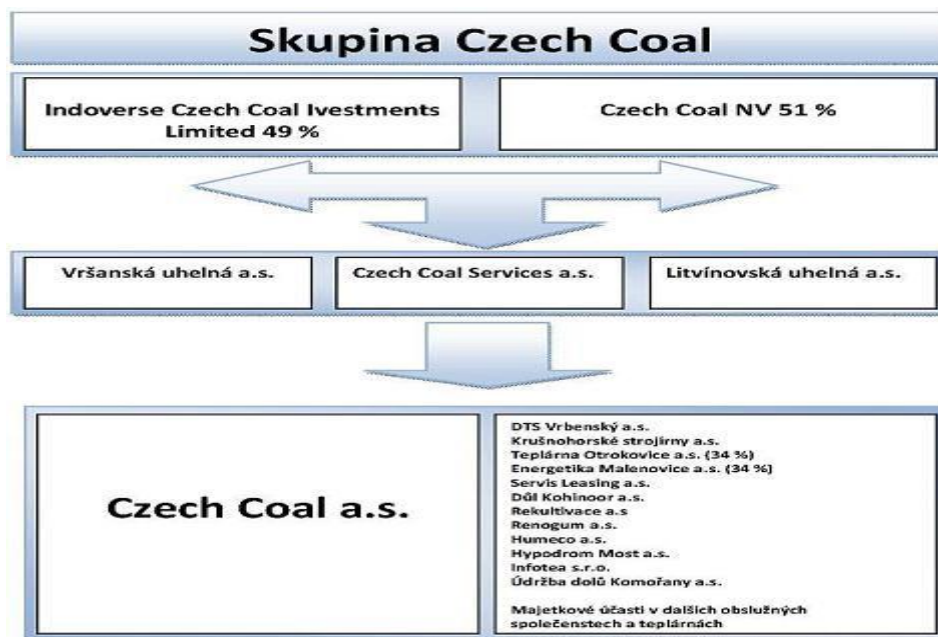 Skupina Czech Coal
Indoverse Czech Coal Ivestments
Limited 49 %
Czech Coal NV 51 %
Vršanská uhelná a.s.
Czech Coal Services a.s.
Litvínovská uhelná a.s.
Czech Coal a.s.
DTS Vrbenský a.s.
Krušnohorské strojírny a.s.
Teplárna Otrokovice a.s. (34 %)
Energetika Malenovice a.s. (34 %)
Servis Leasing a.s.
Důl Kohinoor a.s.
Rekultivace a.s
Renogum a.s.
Humeco a.s.
Hypodrom Most a.s.
Infotea s.r.o.
Údržba dolů Komořany a.s.
Majetkové účasti v dalších obslužných
společenstech a teplárnách